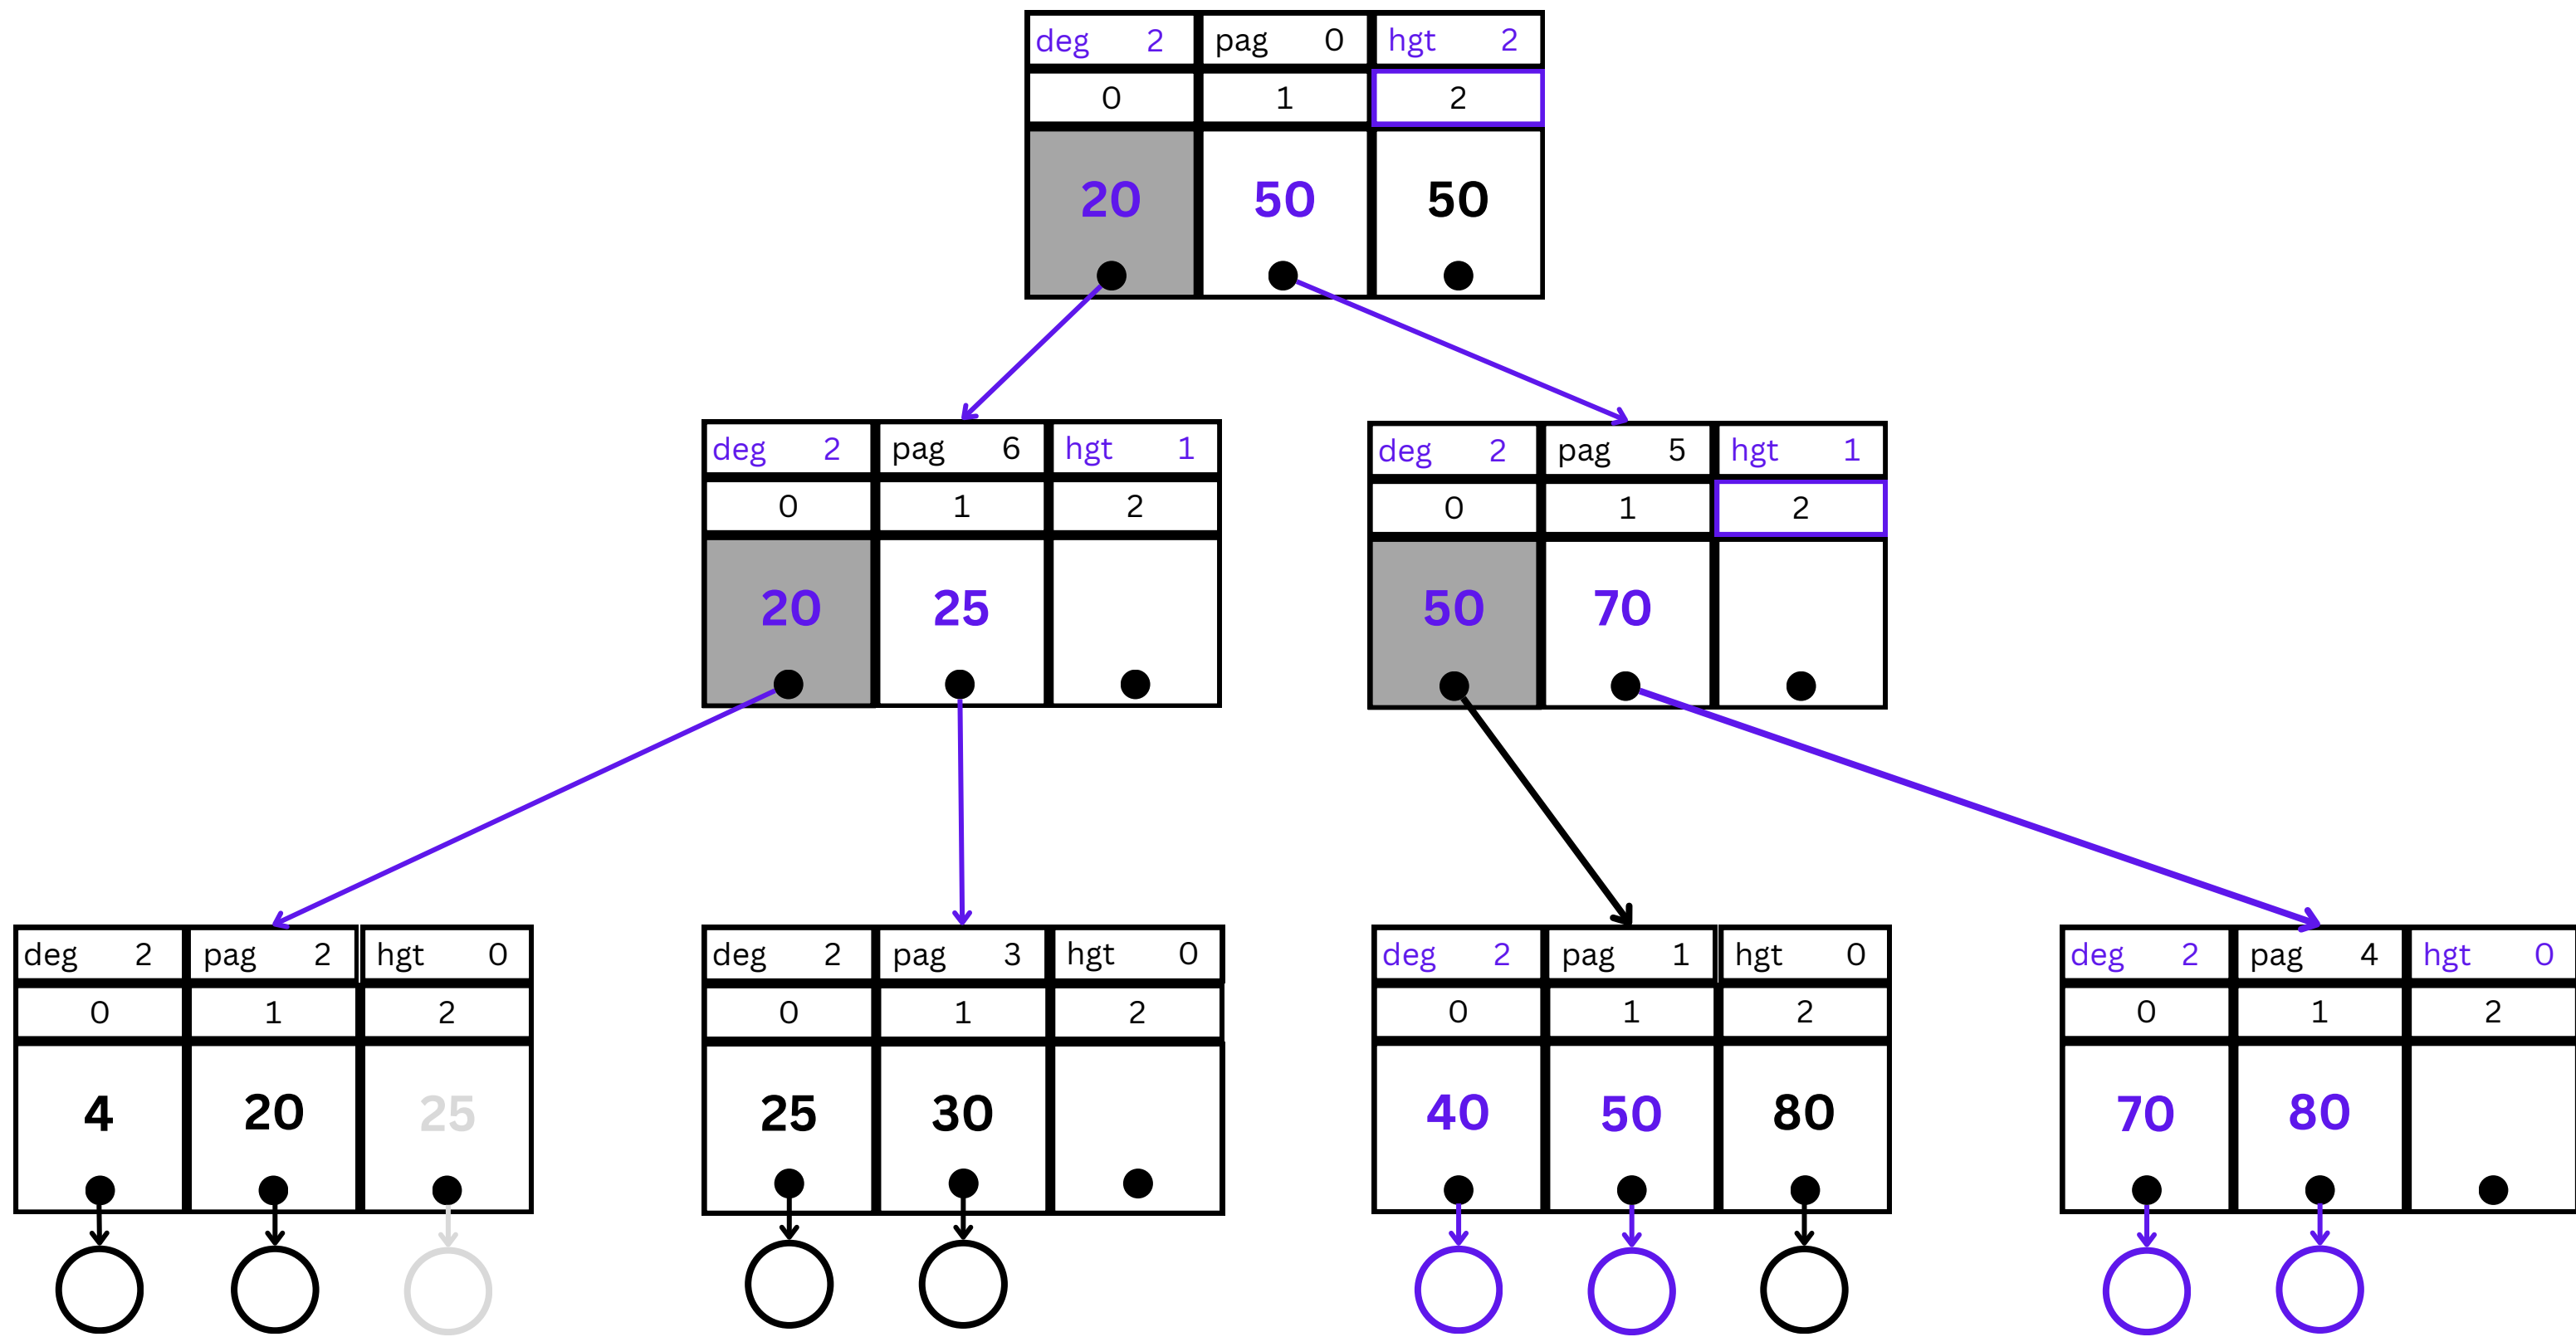 deg 2 pag 0 hgt 2
0 1 2
20 50 50
deg 2 pag 6 hgt 1
0 1 2
20 25
deg 2 pag 5 hgt 1
0 1 2
50 70
deg 2 pag 2 hgt 0
0 1 2
4 20 25
deg 2 pag 3 hgt 0
0 1 2
25 30
deg 2 pag 1 hgt 0
0 1 2
40 50 80
deg 2 pag 4 hgt 0
0 1 2
70 80